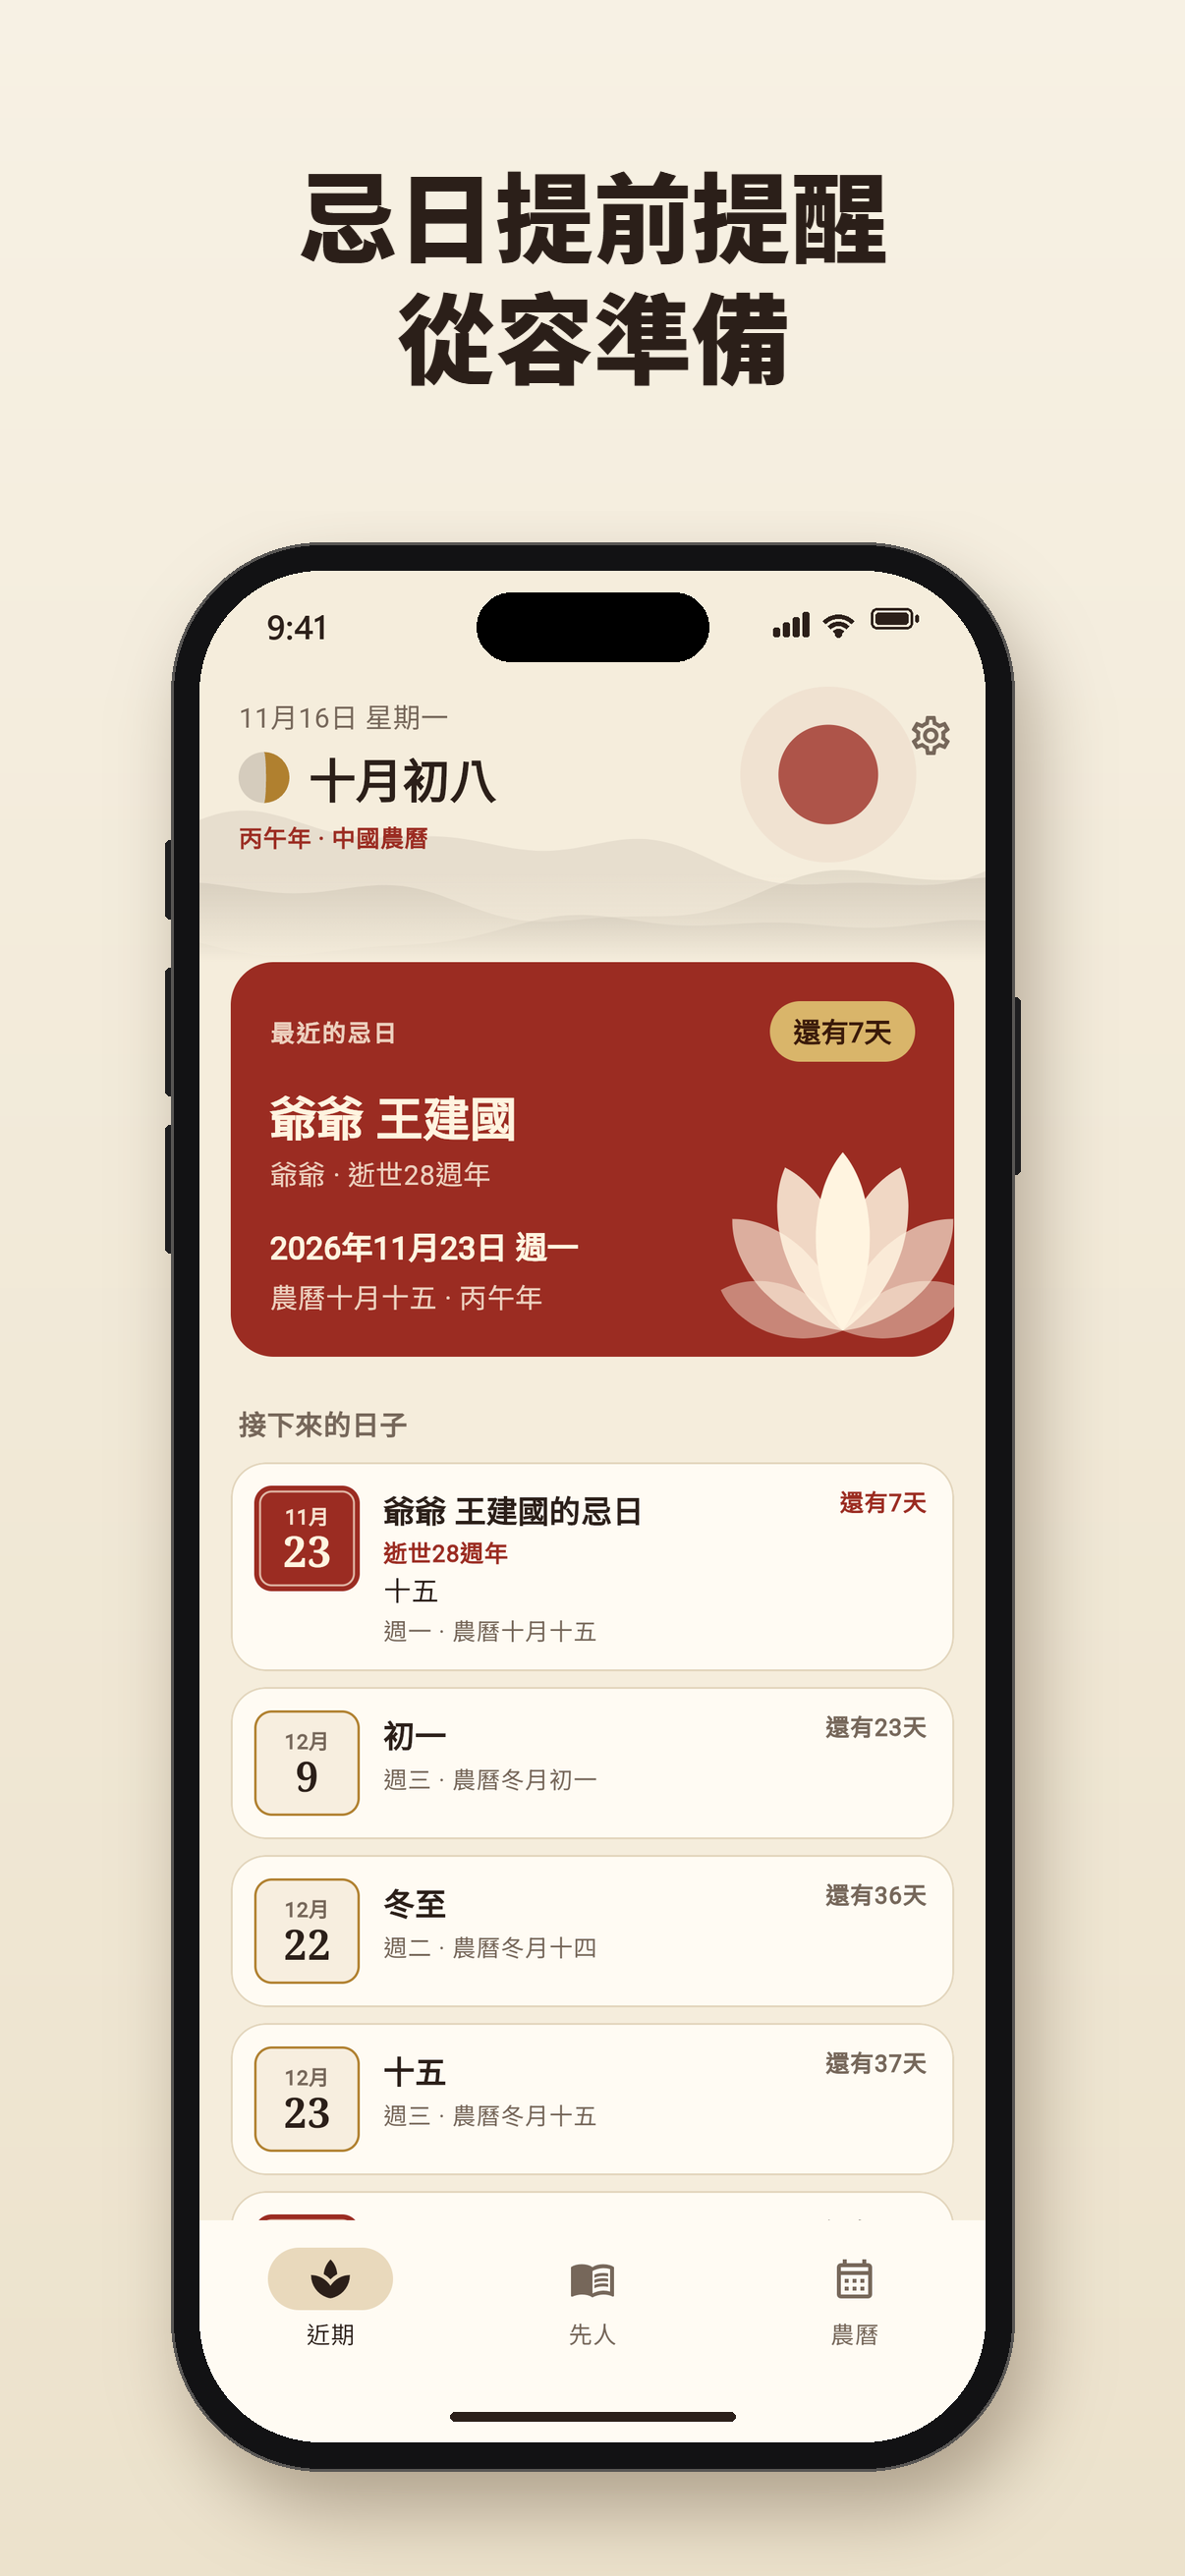 忌日提前提醒
從容準備
9:41
11月16日 星期一
十月初八
丙午年 · 中國農曆
最近的忌日
還有7天
爺爺 王建國
爺爺 · 逝世28週年
2026年11月23日 週一
農曆十月十五 · 丙午年
接下來的日子
11月
23
爺爺 王建國的忌日
還有7天
逝世28週年
十五
週一 · 農曆十月十五
12月
9
初一
還有23天
週三 · 農曆冬月初一
12月
22
冬至
還有36天
週二 · 農曆冬月十四
12月
23
十五
還有37天
週三 · 農曆冬月十五
近期
先人
農曆